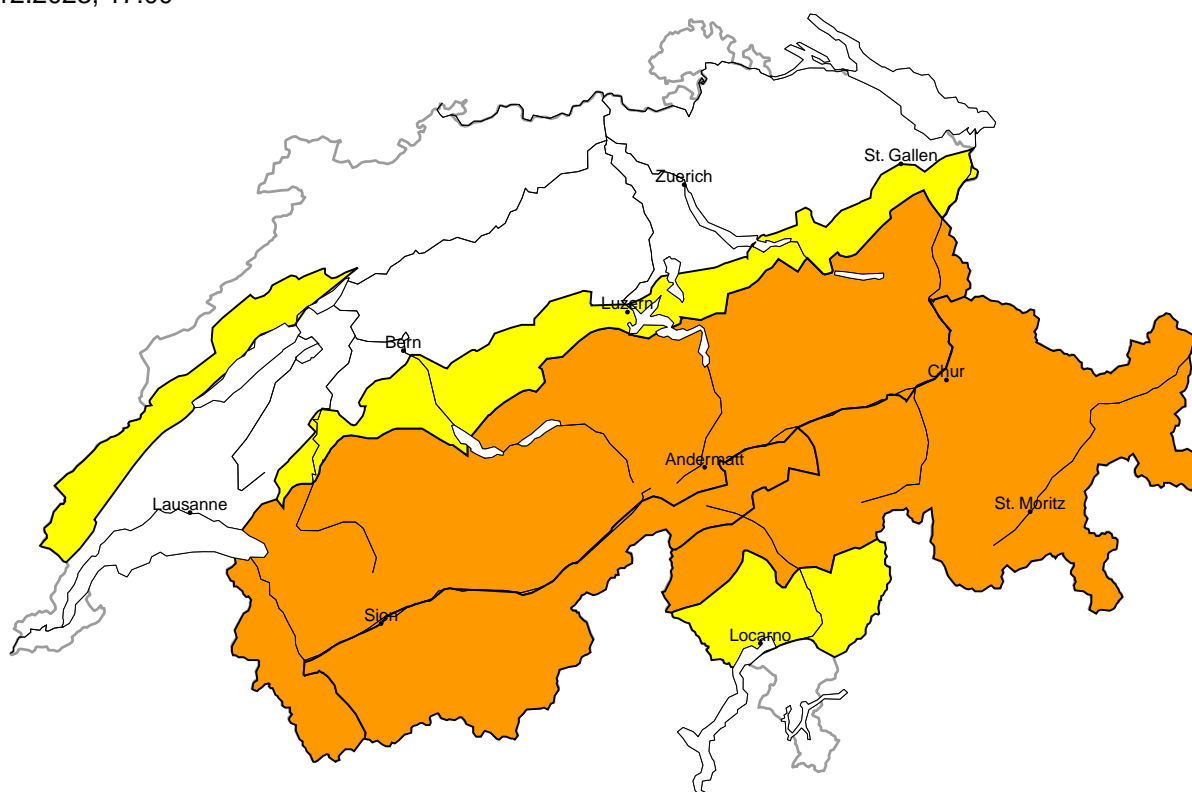 St. Gallen
Zuerich
Luzern
Bern
Chur
Andermatt
St. Moritz
Lausanne
Sion
Locarno